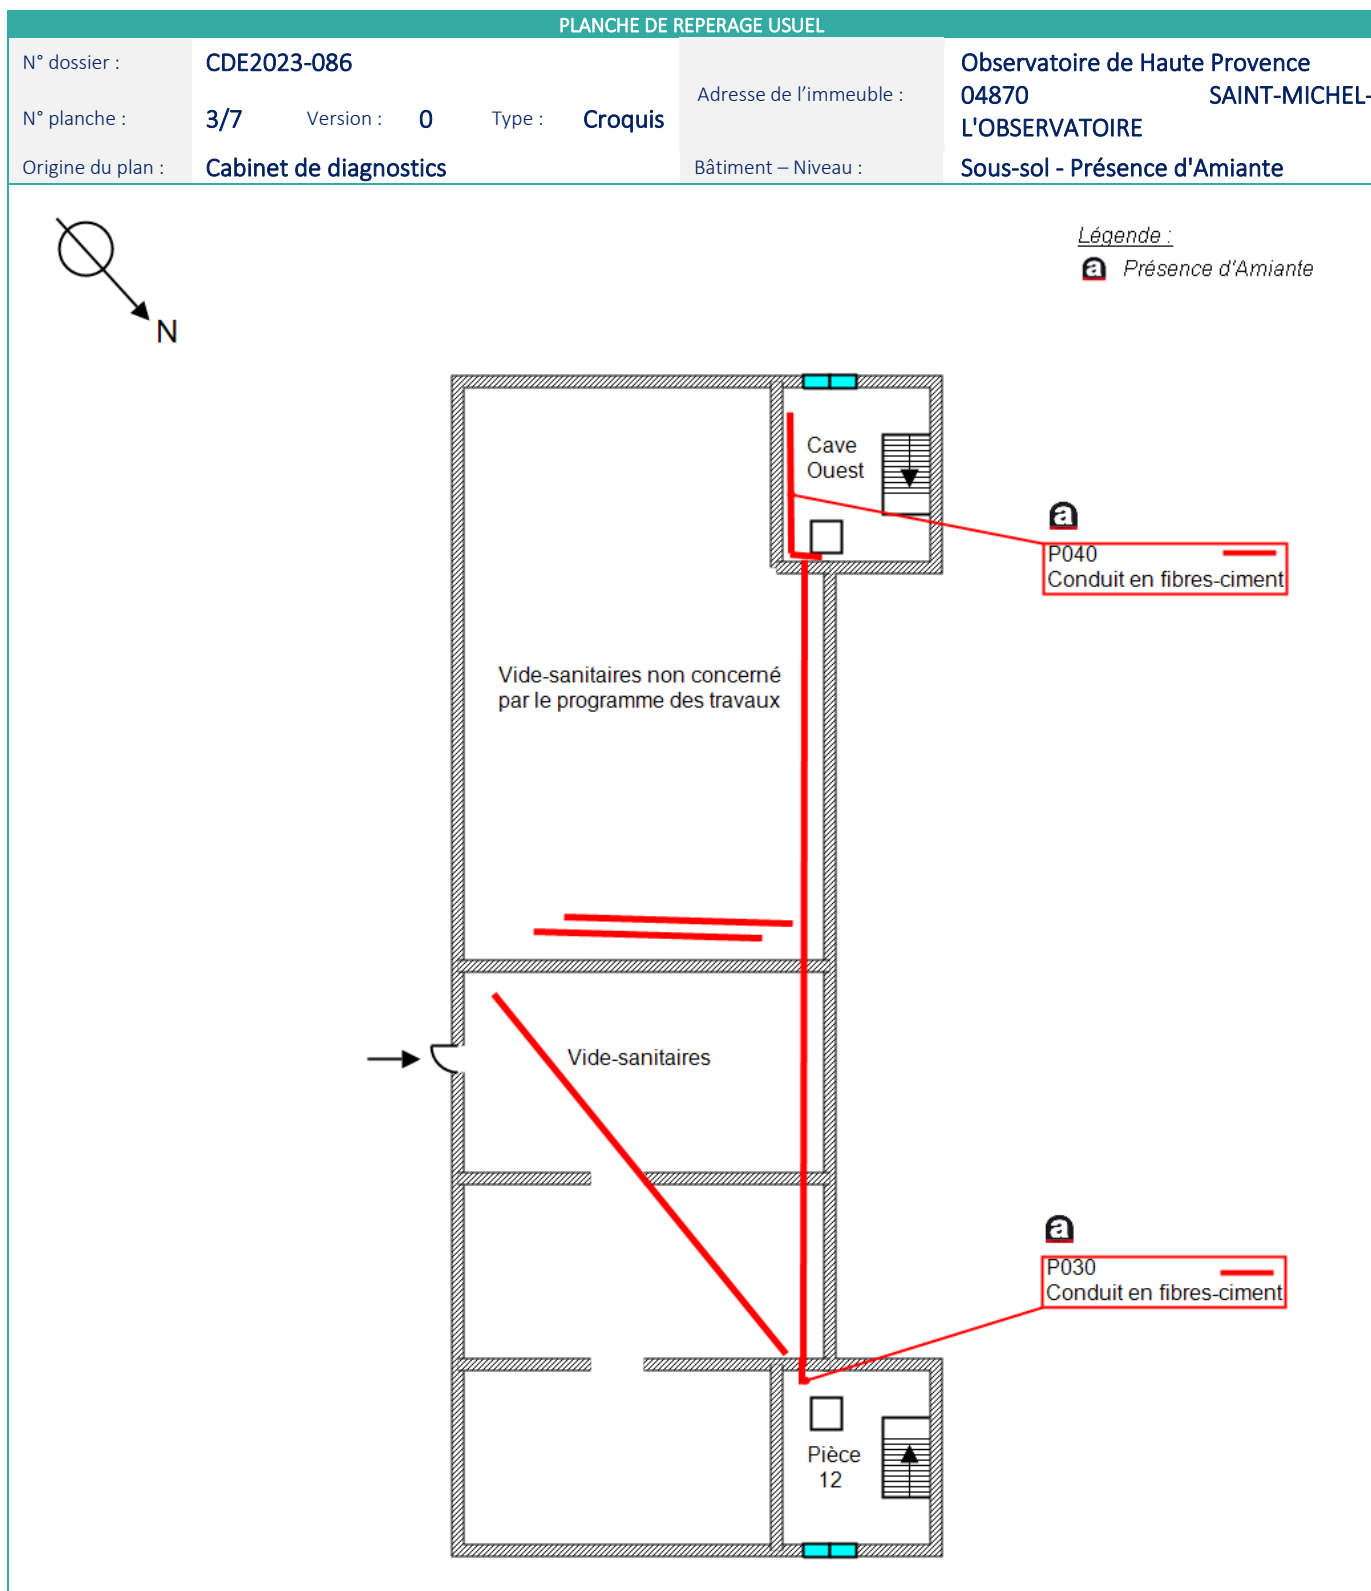 PLANCHE DE REPERAGE USUEL
N° dossier : CDE2023-086
N° planche : 3/7 Version : 0 Type : Croquis
Origine du plan : Cabinet de diagnostics
Adresse de l'immeuble : Observatoire de Haute Provence
04870 SAINT-MICHEL-
L'OBSERVATOIRE
Bâtiment – Niveau : Sous-sol - Présence d'Amiante
Légende :
a Présence d'Amiante
N
Cave
Ouest
a
P040
Conduit en fibres-ciment
Vide-sanitaires non concerné
par le programme des travaux
Vide-sanitaires
a
P030
Conduit en fibres-ciment
Pièce
12